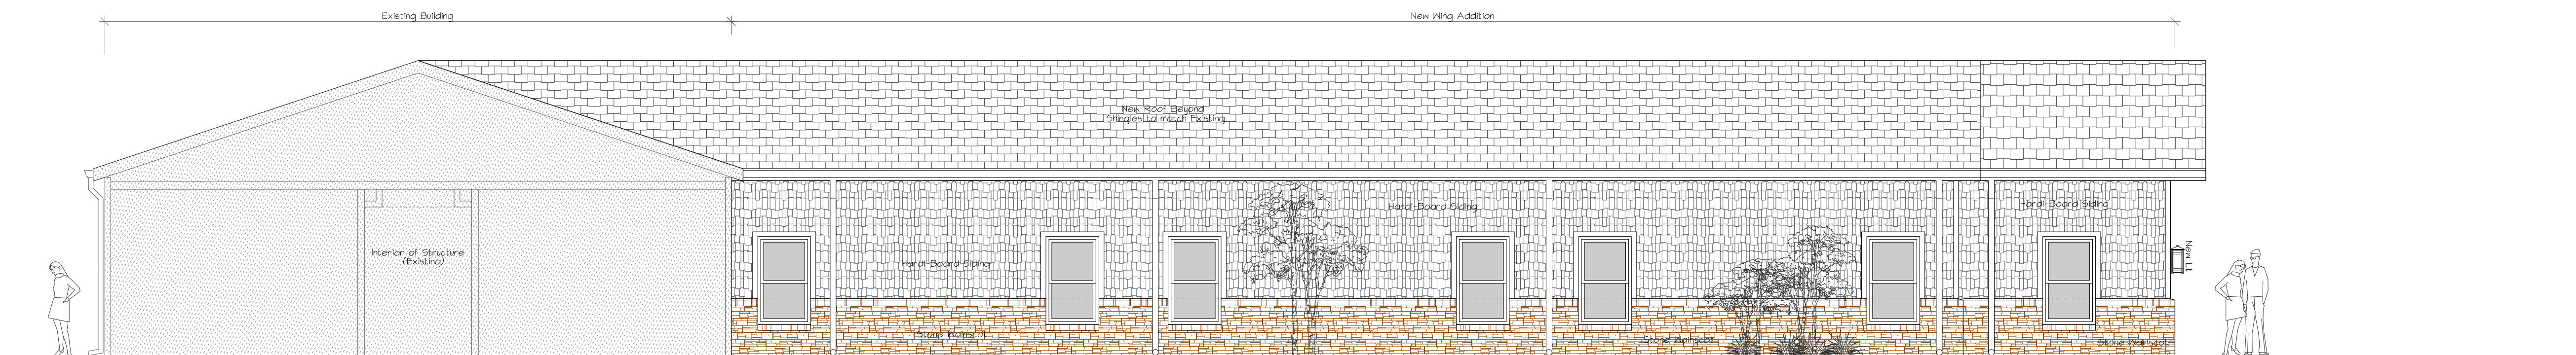 Existing Building
New Wing Addition
New Roof Beyond
Shingles to match Existing
Interior of Structure
(Existing)
Hardi-Board Siding
Hardi-Board Siding
Hardi-Board Siding
New Lt
Stone Wainscot
Stone Wainscot
Stone Wainscot